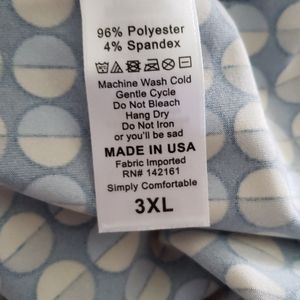 96% Polyester
4% Spandex
Machine Wash Cold
Gentle Cycle
Do Not Bleach
Hang Dry
Do Not Iron
or you'll be sad
MADE IN USA
Fabric Imported
RN# 142161
Simply Comfortable
3XL